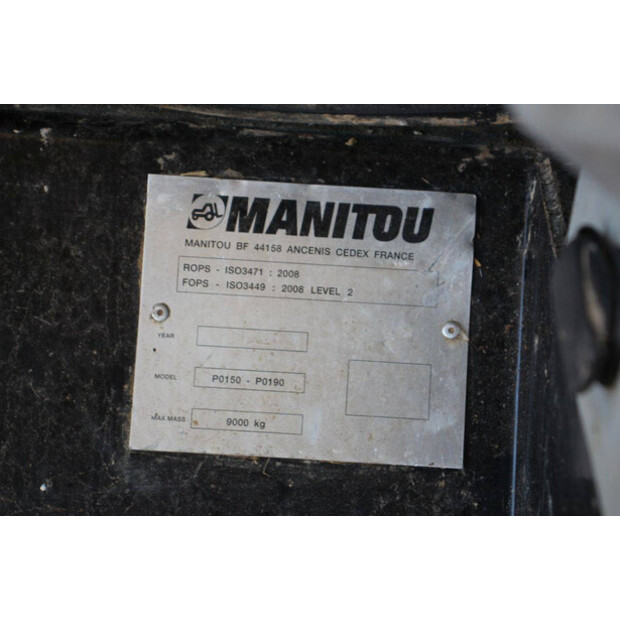 MANITOU
MANITOU BF 44158 ANCENIS CEDEX FRANCE
ROPS - ISO3471 : 2008
FOPS - ISO3449 : 2008 LEVEL 2
YEAR
MODEL P0150 - P0190
MAX MASS 9000 kg